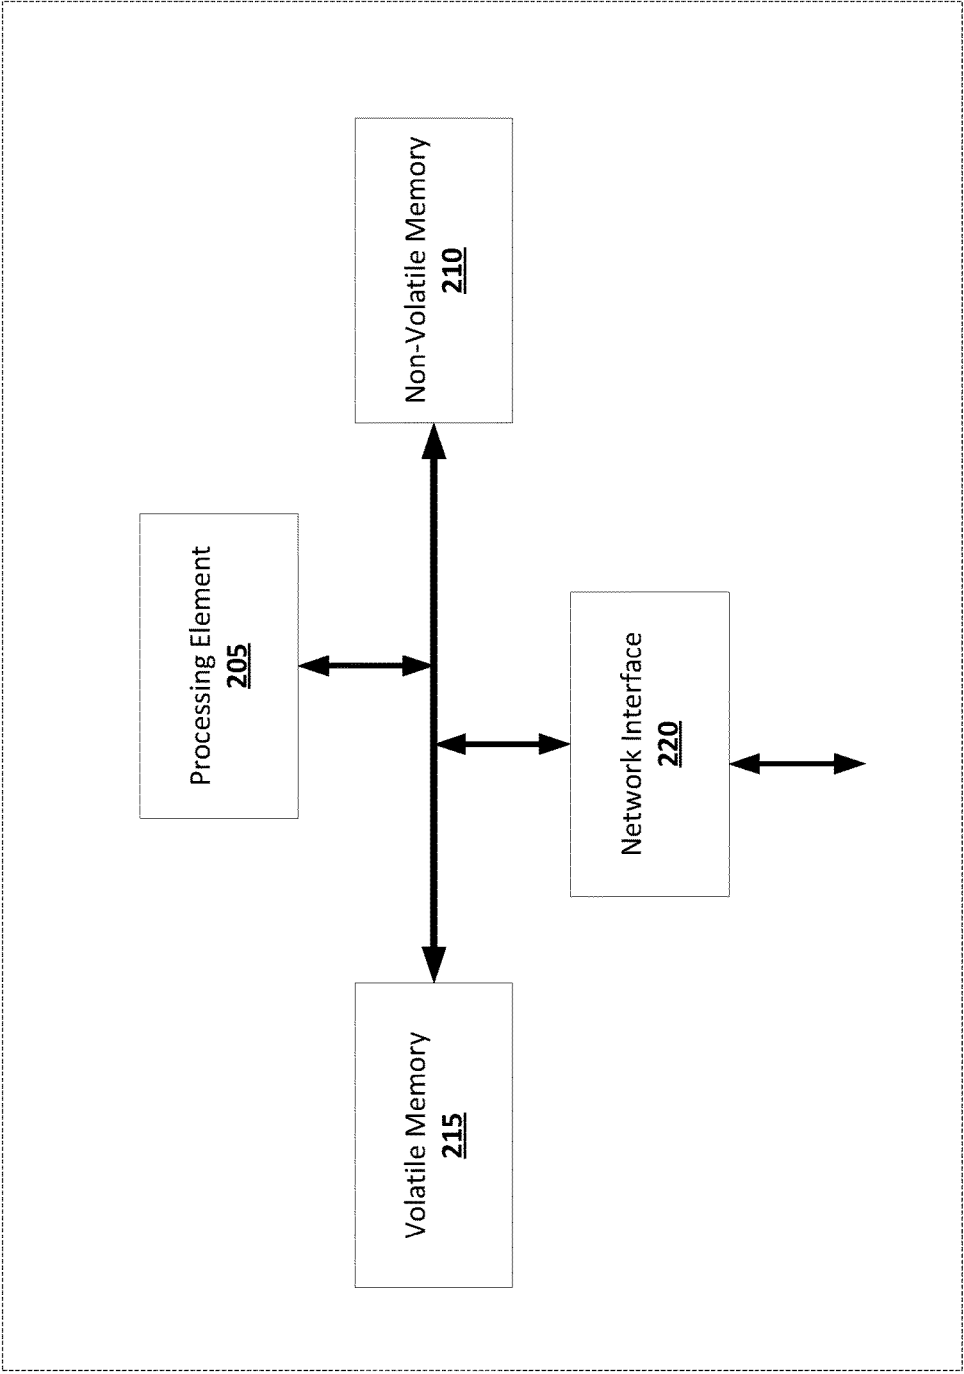 Processing Element
205
Volatile Memory
215
Non-Volatile Memory
210
Network Interface
220